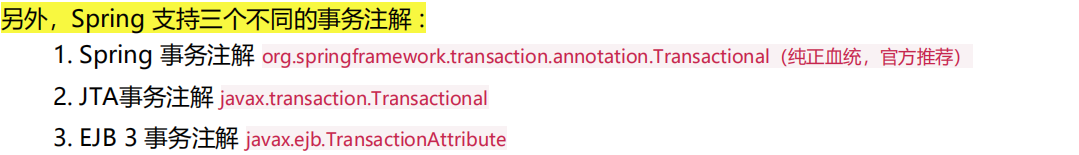 另外，Spring 支持三个不同的事务注解：
1. Spring 事务注解 org.springframework.transaction.annotation.Transactional（纯正血统，官方推荐）
2. JTA事务注解 javax.transaction.Transactional
3. EJB 3 事务注解 javax.ejb.TransactionAttribute